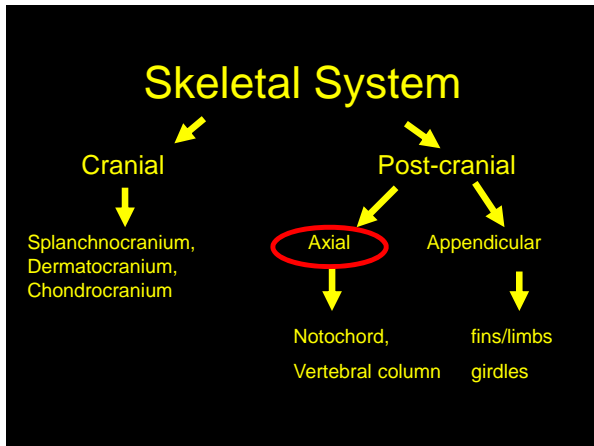 Skeletal System
Cranial
Post-cranial
Splanchnocranium,
Dermatocranium,
Chondrocranium
Axial
Appendicular
Notochord,
Vertebral column
fins/limbs
girdles